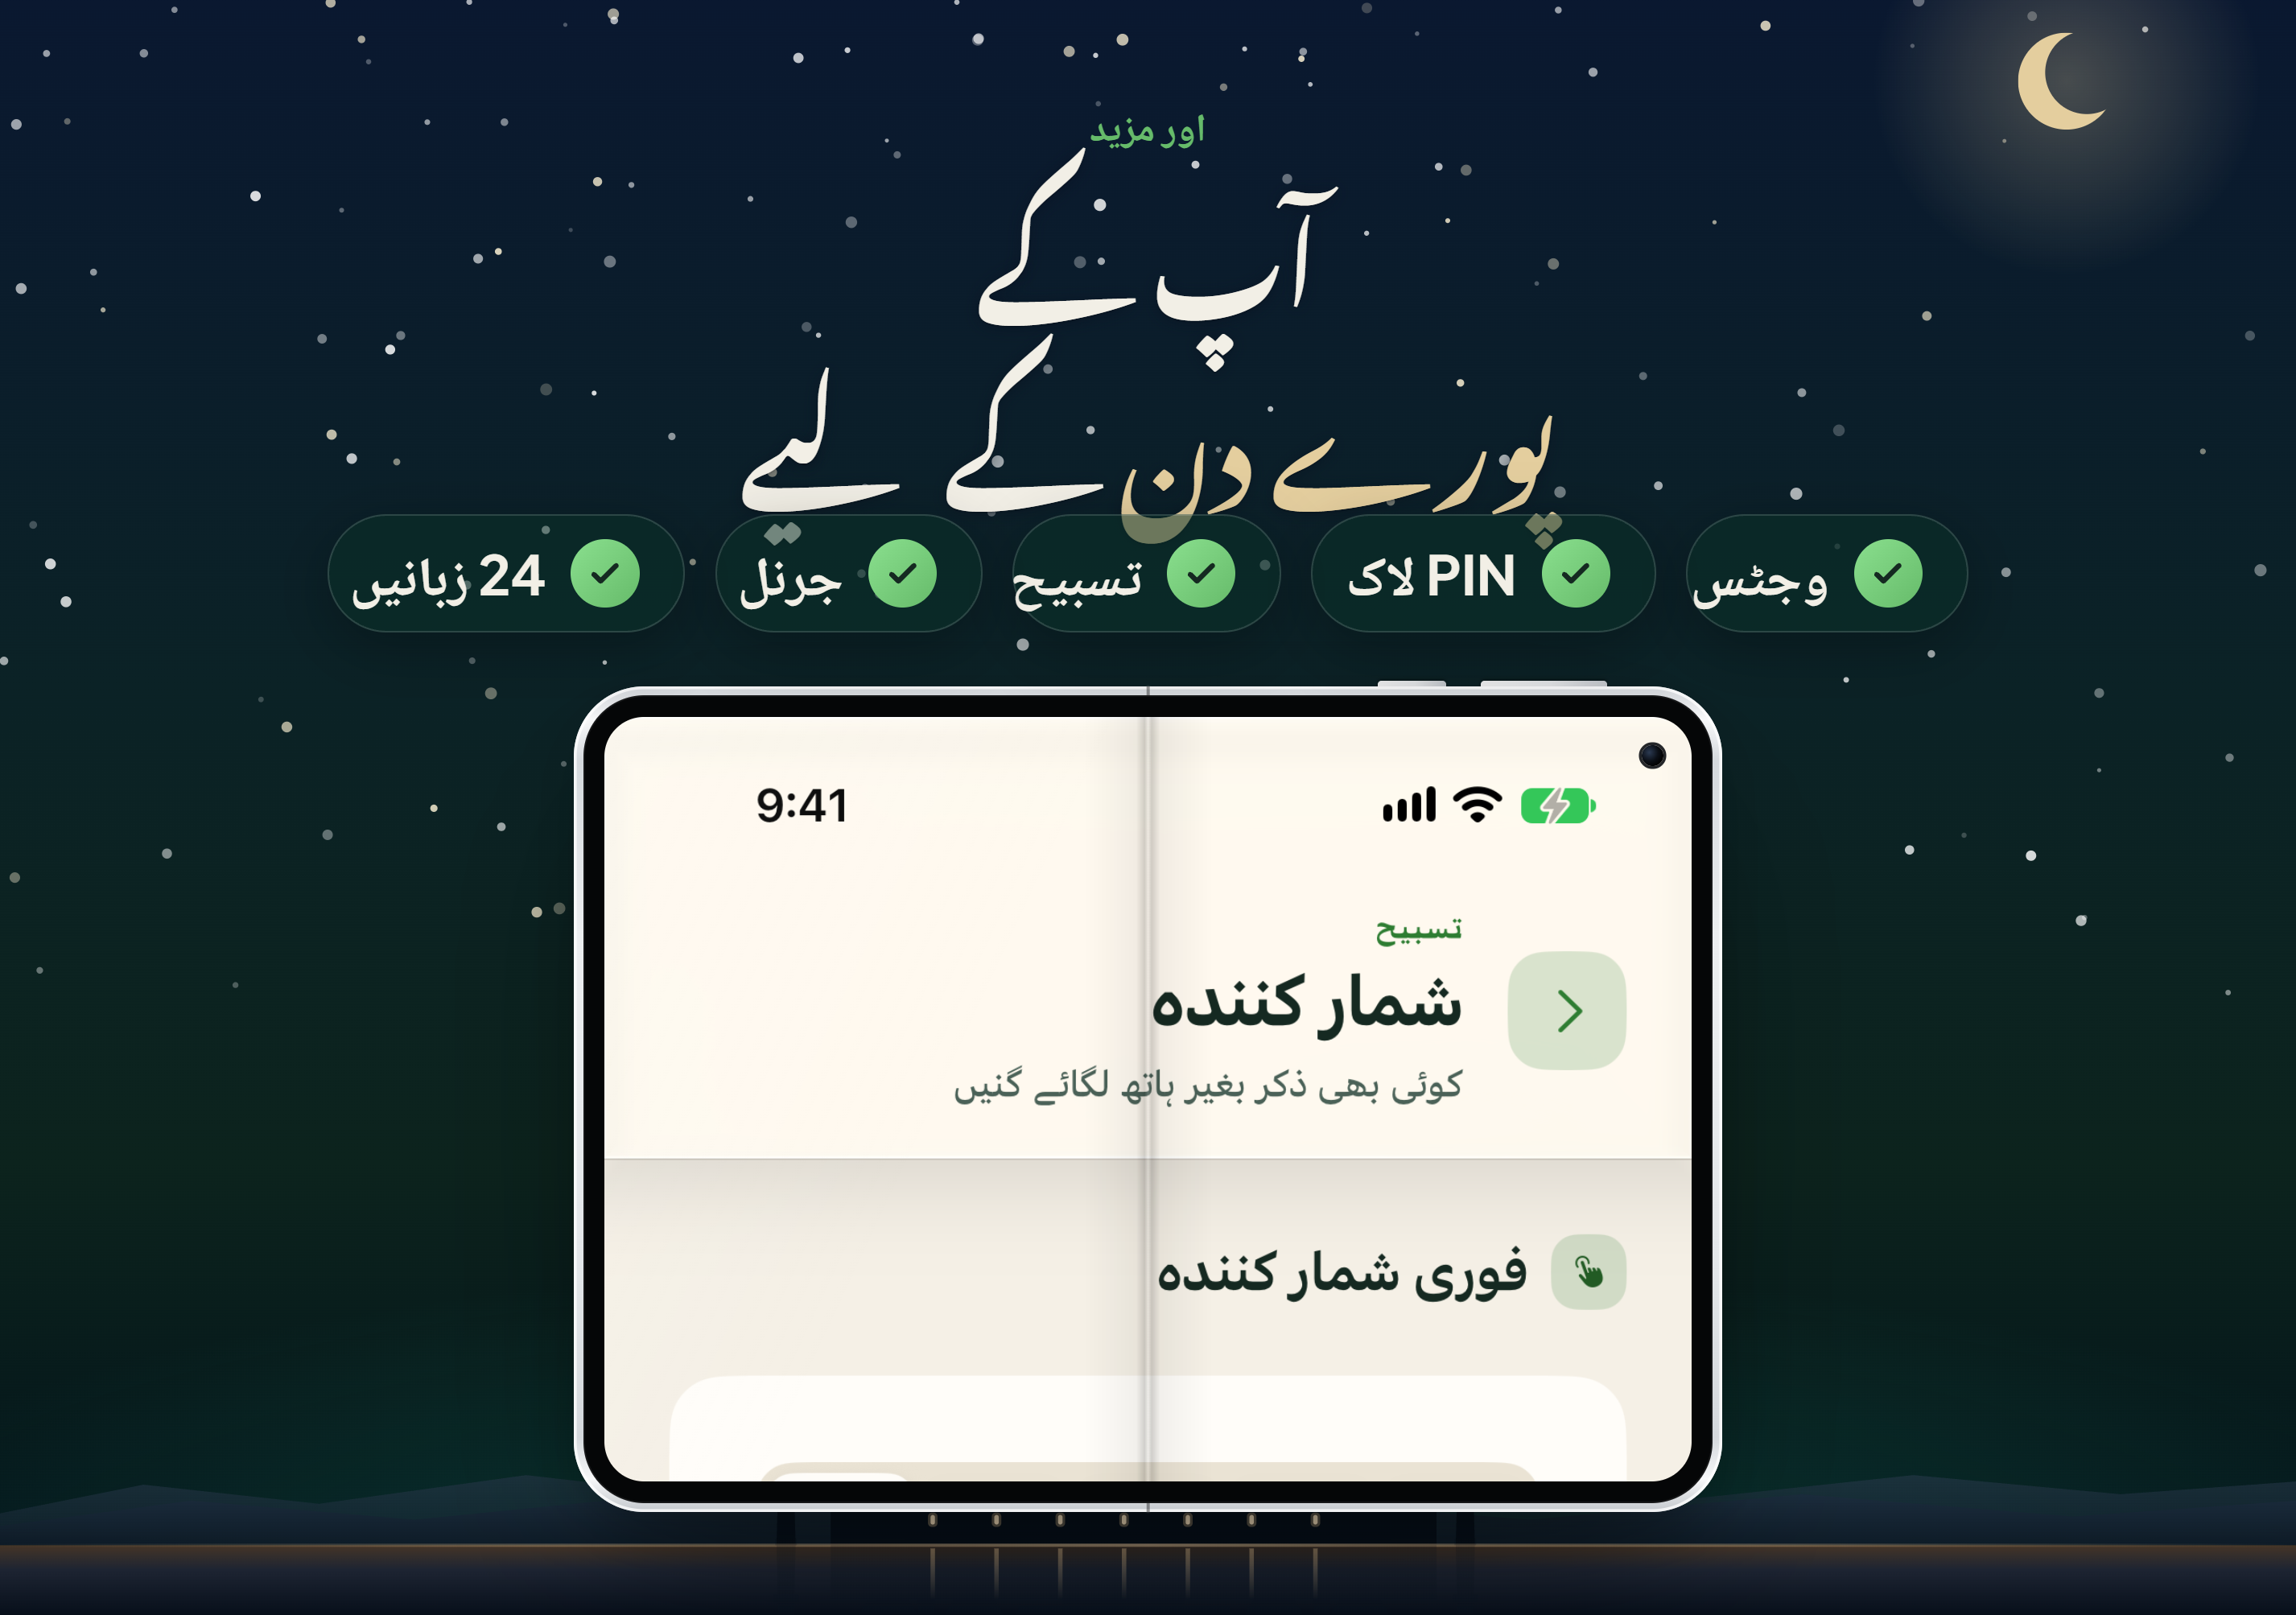 اور مزید
آپ کے
پورے دن کے لیے
وجٹس
PIN لاک
تسبیح
جرنل
24 زبانیں
9:41
تسبیح
شمار کنندہ
کوئی بھی ذکر بغیر ہاتھ لگائے گنیں
فوری شمار کنندہ